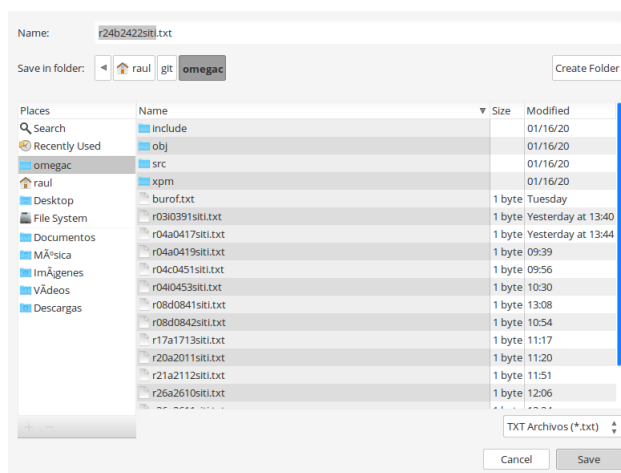 Name: r24b2422siti.txt
Save in folder: raul git omegac Create Folder
Places Name Size Modified
Search include 01/16/20
Recently Used obj 01/16/20
omegac src 01/16/20
raul xpm 01/16/20
Desktop burof.txt 1 byte Tuesday
File System r03i0391siti.txt 1 byte Yesterday at 13:40
Documentos r04a0417siti.txt 1 byte Yesterday at 13:44
Música r04a0419siti.txt 1 byte 09:39
ImÃ¡genes r04c0451siti.txt 1 byte 09:56
VÃdeos r04i0453siti.txt 1 byte 10:30
Descargas r08d0841siti.txt 1 byte 13:08
r08d0842siti.txt 1 byte 10:54
r17a1713siti.txt 1 byte 11:17
r20a2011siti.txt 1 byte 11:20
r21a2112siti.txt 1 byte 11:51
r26a2610siti.txt 1 byte 12:06
TXT Archivos (*.txt)
Cancel Save